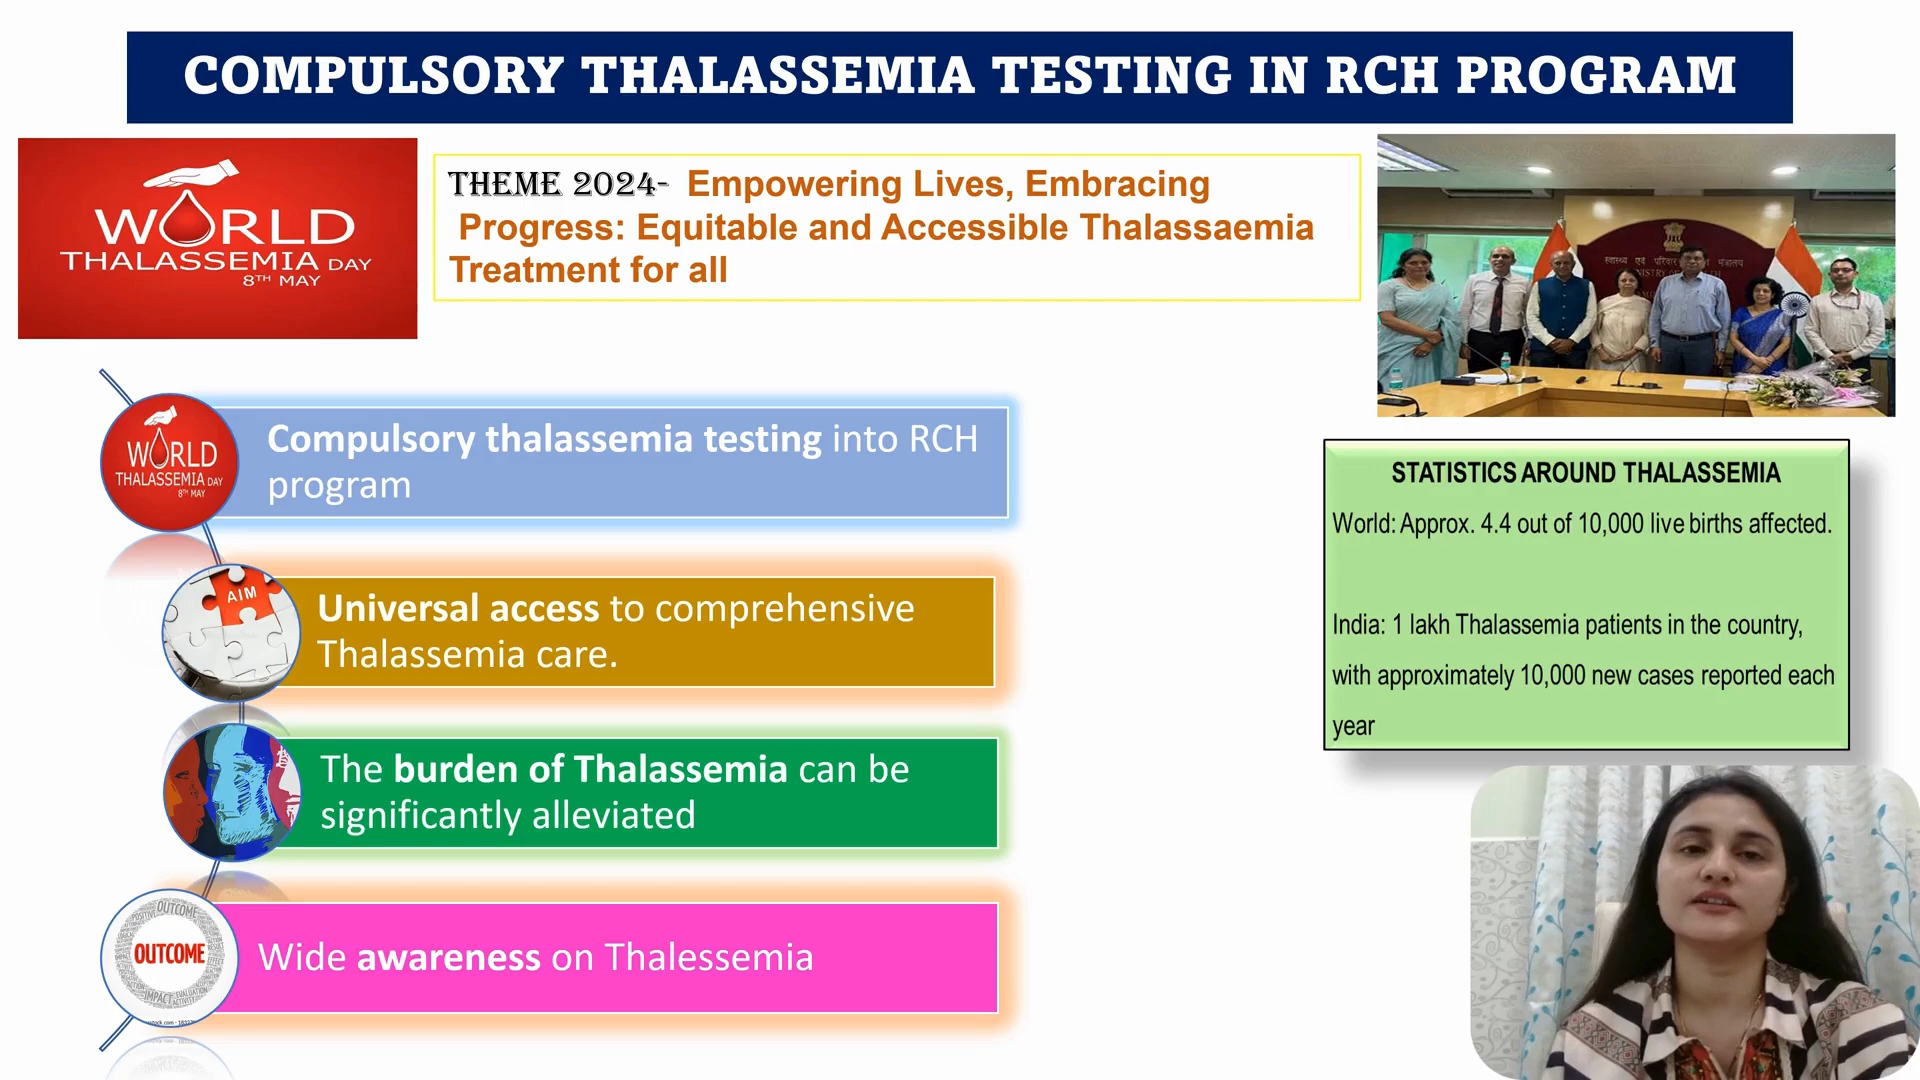 COMPULSORY THALASSEMIA TESTING IN RCH PROGRAM
WORLD
THALASSEMIA DAY
8TH MAY
THEME 2024- Empowering Lives, Embracing
Progress: Equitable and Accessible Thalassaemia
Treatment for all
WORLD
THALASSEMIA DAY
8TH MAY
Compulsory thalassemia testing into RCH
program
AIM
Universal access to comprehensive
Thalassemia care.
The burden of Thalassemia can be
significantly alleviated
OUTCOME
OUTCOME
IMPACT
Wide awareness on Thalessemia
STATISTICS AROUND THALASSEMIA
World: Approx. 4.4 out of 10,000 live births affected.
India: 1 lakh Thalassemia patients in the country,
with approximately 10,000 new cases reported each
year